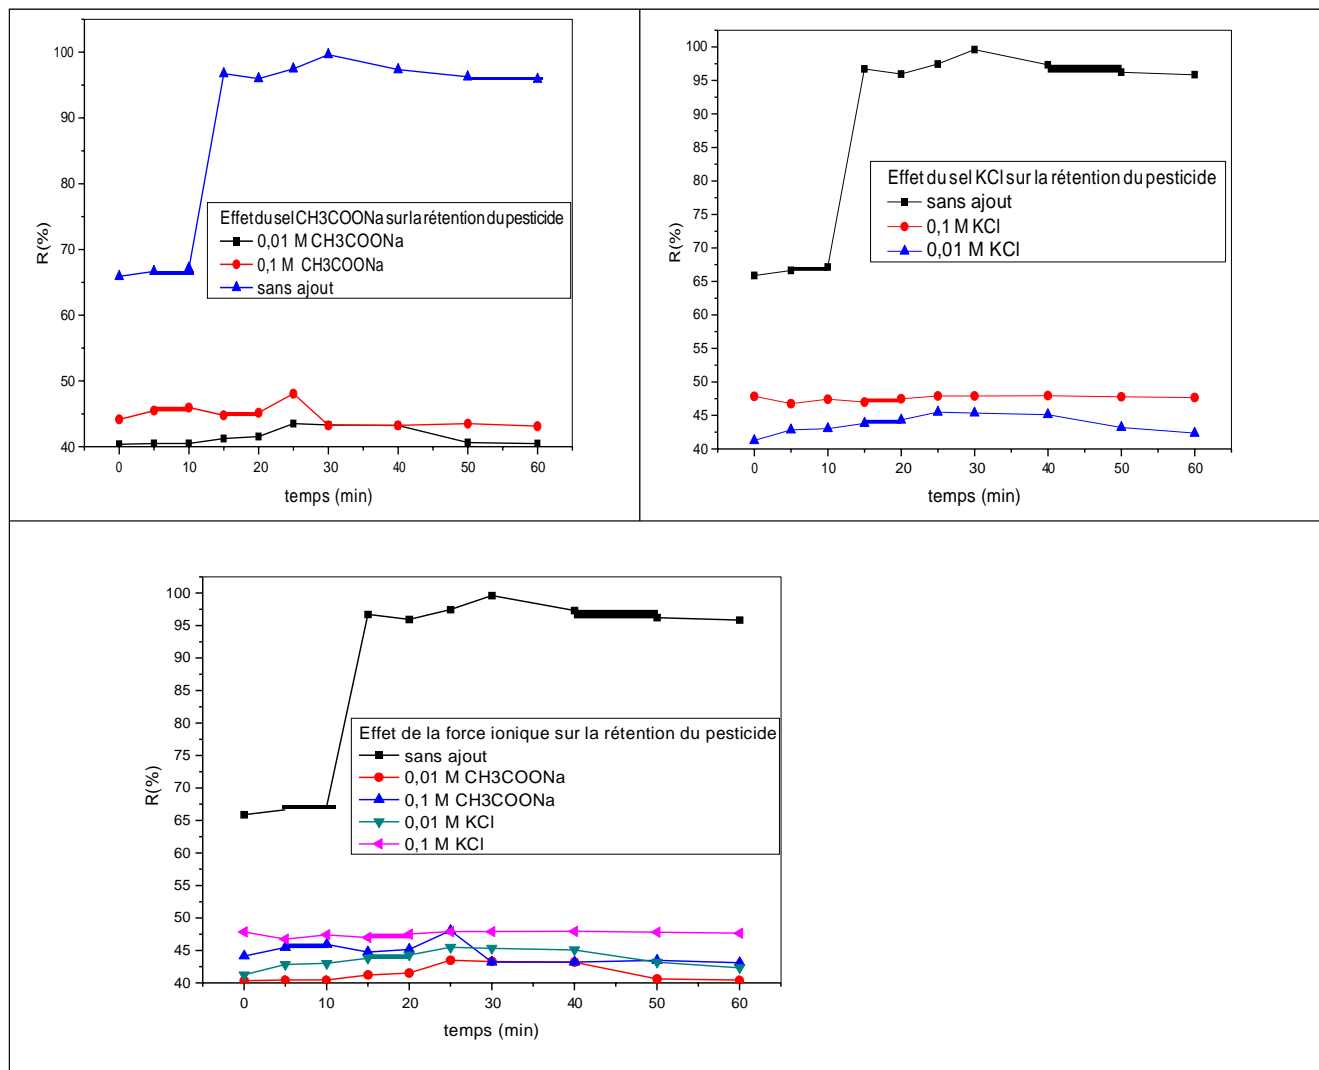 100
90
80
70
60
50
40
R(%)
Effet du sel CH3COONa sur la rétention du pesticide
0,01 M CH3COONa
0,1 M CH3COONa
sans ajout
0 10 20 30 40 50 60
temps (min)
100
95
90
85
80
75
70
65
60
55
50
45
40
R(%)
Effet du sel KCl sur la rétention du pesticide
sans ajout
0,1 M KCl
0,01 M KCl
0 10 20 30 40 50 60
temps (min)
100
95
90
85
80
75
70
65
60
55
50
45
40
R(%)
Effet de la force ionique sur la rétention du pesticide
sans ajout
0,01 M CH3COONa
0,1 M CH3COONa
0,01 M KCl
0,1 M KCl
0 10 20 30 40 50 60
temps (min)